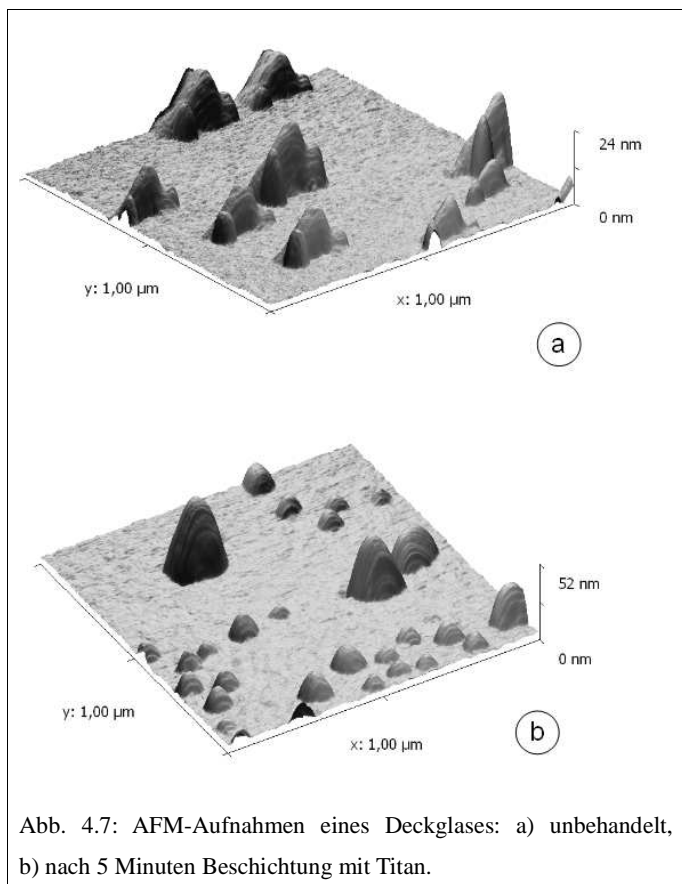 24 nm
0 nm
y: 1,00 µm
x: 1,00 µm
a
52 nm
0 nm
y: 1,00 µm
x: 1,00 µm
b
Abb. 4.7: AFM-Aufnahmen eines Deckglases: a) unbehandelt,
b) nach 5 Minuten Beschichtung mit Titan.